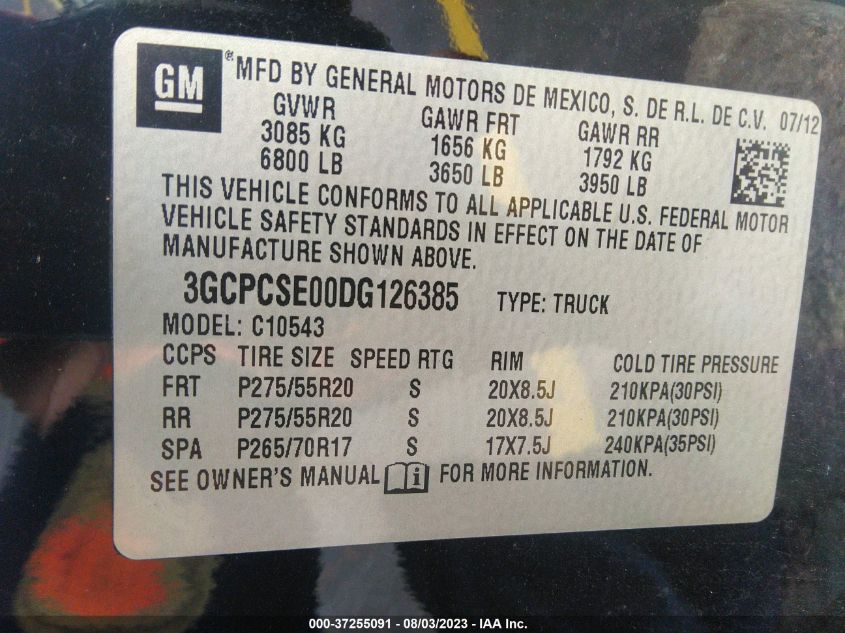 GM ® MFD BY GENERAL MOTORS DE MEXICO, S. DE R.L. DE C.V. 07/12
GVWR GAWR FRT GAWR RR
3085 KG 1656 KG 1792 KG
6800 LB 3650 LB 3950 LB
THIS VEHICLE CONFORMS TO ALL APPLICABLE U.S. FEDERAL MOTOR
VEHICLE SAFETY STANDARDS IN EFFECT ON THE DATE OF
MANUFACTURE SHOWN ABOVE.
3GCPCSE00DG126385 TYPE: TRUCK
MODEL: C10543
CCPS TIRE SIZE SPEED RTG RIM COLD TIRE PRESSURE
FRT P275/55R20 S 20X8.5J 210KPA(30PSI)
RR P275/55R20 S 20X8.5J 210KPA(30PSI)
SPA P265/70R17 S 17X7.5J 240KPA(35PSI)
SEE OWNER'S MANUAL i FOR MORE INFORMATION.
000-37255091 - 08/03/2023 - IAA Inc.